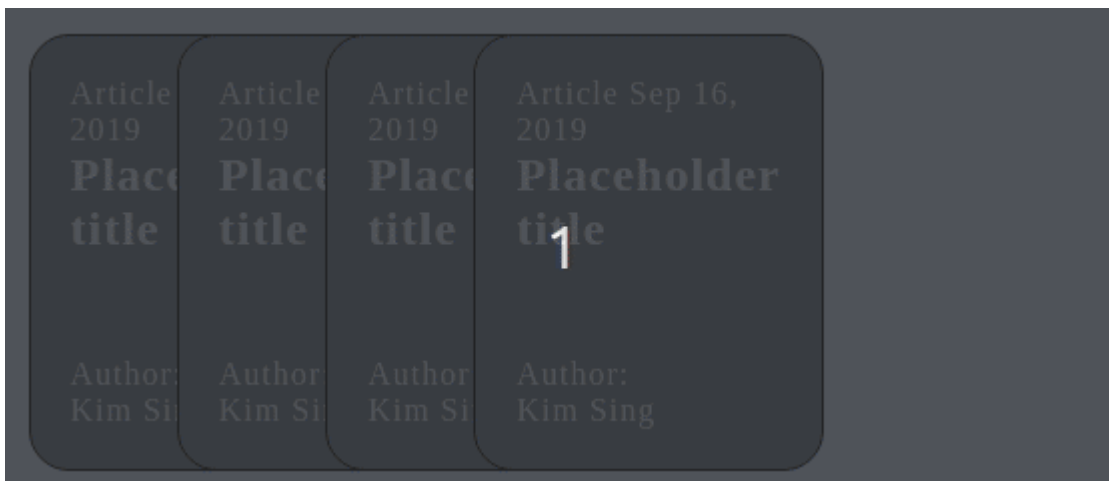 Article
2019
Place
title
Author:
Kim Sin
Article
2019
Place
title
Author
Kim Si
Article
2019
Place
title
Author
Kim Si
Article Sep 16,
2019
Placeholder
title
1
Author:
Kim Sing